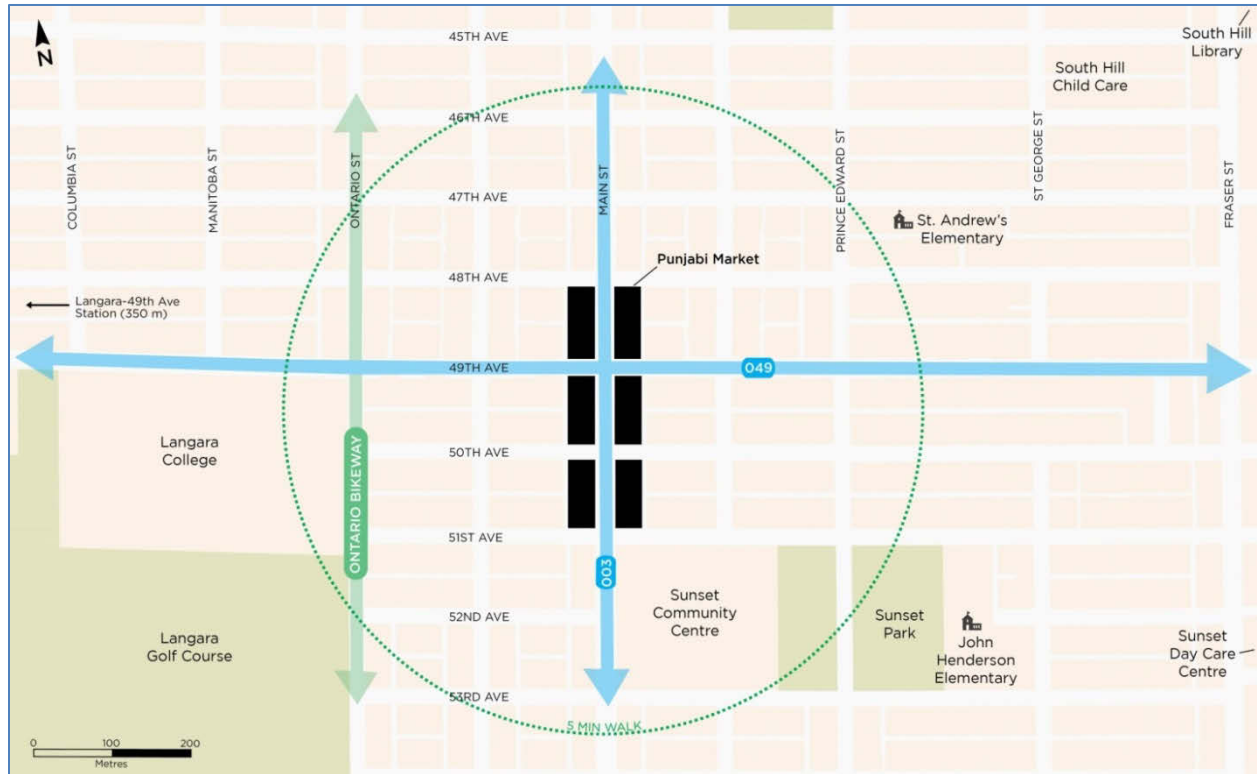 N
45TH AVE
South Hill
Library
South Hill
Child Care
46TH AVE
COLUMBIA ST
MANITOBA ST
ONTARIO ST
MAIN ST
PRINCE EDWARD ST
ST GEORGE ST
FRASER ST
47TH AVE
St. Andrew's
Elementary
Punjabi Market
48TH AVE
Langara-49th Ave
Station (350 m)
49TH AVE
049
Langara
College
ONTARIO BIKEWAY
50TH AVE
51ST AVE
003
Sunset
Community
Centre
52ND AVE
Sunset
Park
John
Henderson
Elementary
Sunset
Day Care
Centre
Langara
Golf Course
53RD AVE
5 MIN WALK
0 100 200
Metres